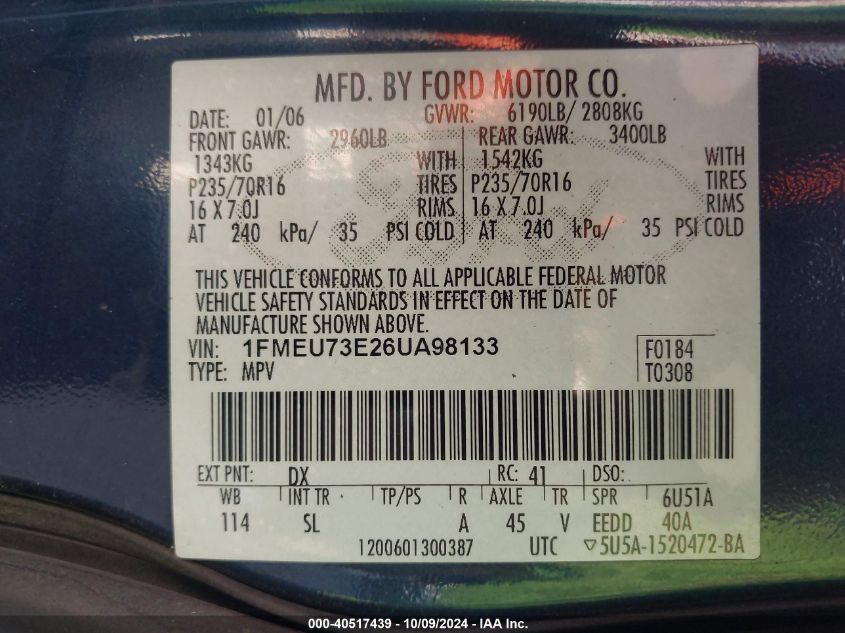 MFD. BY FORD MOTOR CO.
DATE: 01/06 GVWR: 6190LB/ 2808KG
FRONT GAWR: 2960LB REAR GAWR: 3400LB
1343KG WITH 1542KG WITH
P235/70R16 TIRES P235/70R16 TIRES
16 X 7.0J RIMS 16 X 7.0J RIMS
AT 240 kPa/ 35 PSI COLD AT 240 kPa/ 35 PSI COLD
THIS VEHICLE CONFORMS TO ALL APPLICABLE FEDERAL MOTOR
VEHICLE SAFETY STANDARDS IN EFFECT ON THE DATE OF
MANUFACTURE SHOWN ABOVE.
VIN: 1FMEU73E26UA98133 F0184
TYPE: MPV T0308
EXT PNT: DX RC: 41 DSO:
WB INT TR TP/PS R AXLE TR SPR 6U51A
114 SL A 45 V EEDD 40A
1200601300387 UTC ▽5U5A-1520472-BA
000-40517439 - 10/09/2024 - IAA Inc.